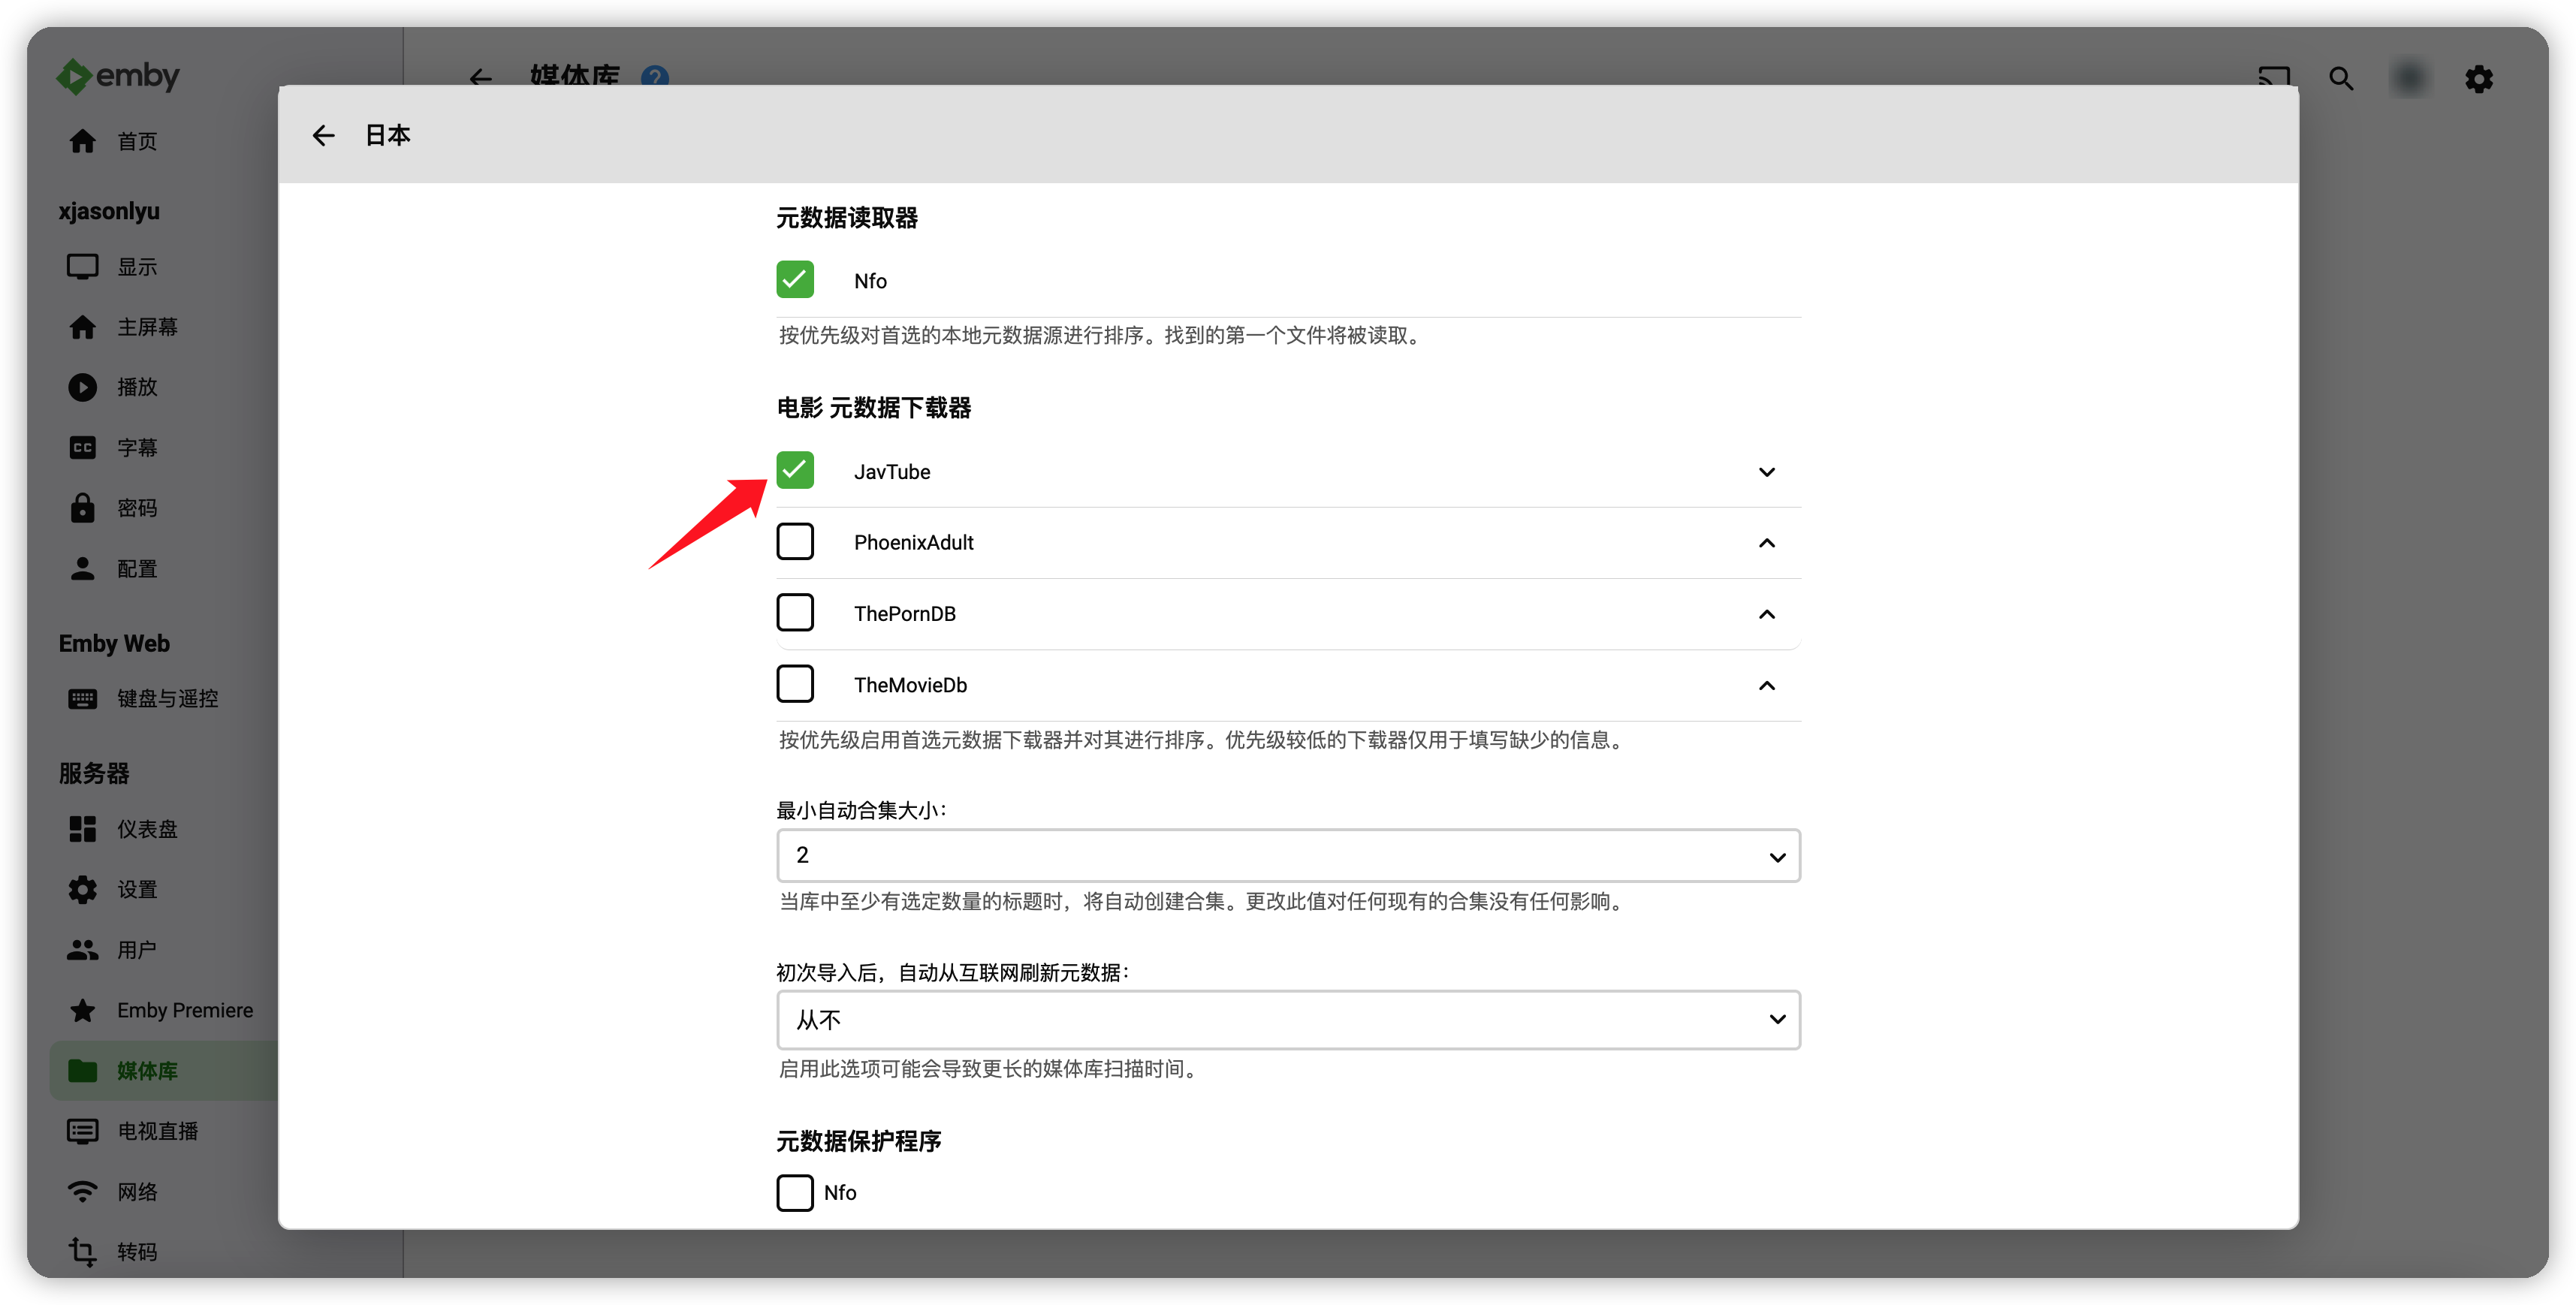 emby
媒体库
首页
xjasonlyu
显示
主屏幕
播放
CC 字幕
密码
配置
Emby Web
键盘与遥控
服务器
仪表盘
设置
用户
Emby Premiere
媒体库
电视直播
网络
转码
日本
元数据读取器
Nfo
按优先级对首选的本地元数据源进行排序。找到的第一个文件将被读取。
电影 元数据下载器
JavTube
PhoenixAdult
ThePornDB
TheMovieDb
按优先级启用首选元数据下载器并对其进行排序。优先级较低的下载器仅用于填写缺少的信息。
最小自动合集大小:
2
当库中至少有选定数量的标题时，将自动创建合集。更改此值对任何现有的合集没有任何影响。
初次导入后，自动从互联网刷新元数据:
从不
启用此选项可能会导致更长的媒体库扫描时间。
元数据保护程序
Nfo